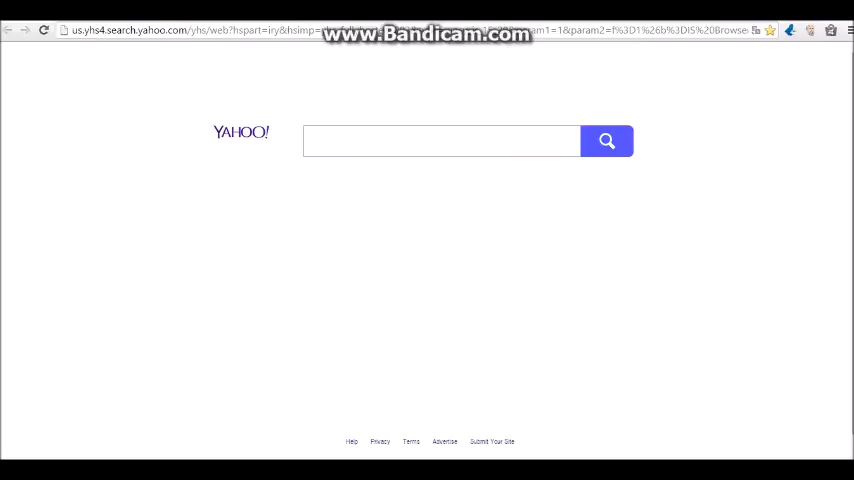 us.yhs4.search.yahoo.com/yhs/web?hspart=iry&hsimp= m1=1&param2=f%3D1%26b%3DIS%20Browse
www.Bandicam.com
YAHOO!
Help Privacy Terms Advertise Submit Your Site